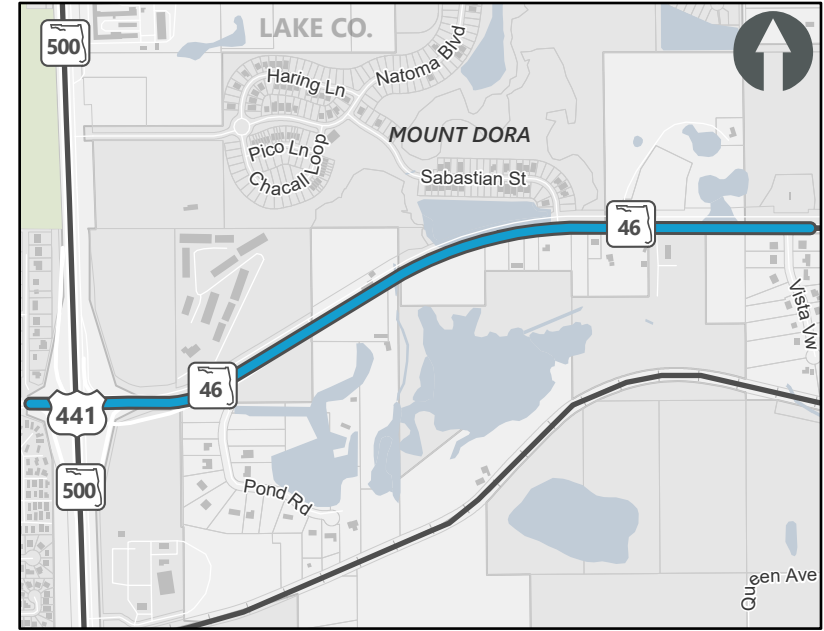 500
LAKE CO.
Natoma Blvd
Haring Ln
MOUNT DORA
Pico Ln
Chacall Loop
Sabastian St
46
Vista Vw
46
441
500
Pond Rd
Queen Ave